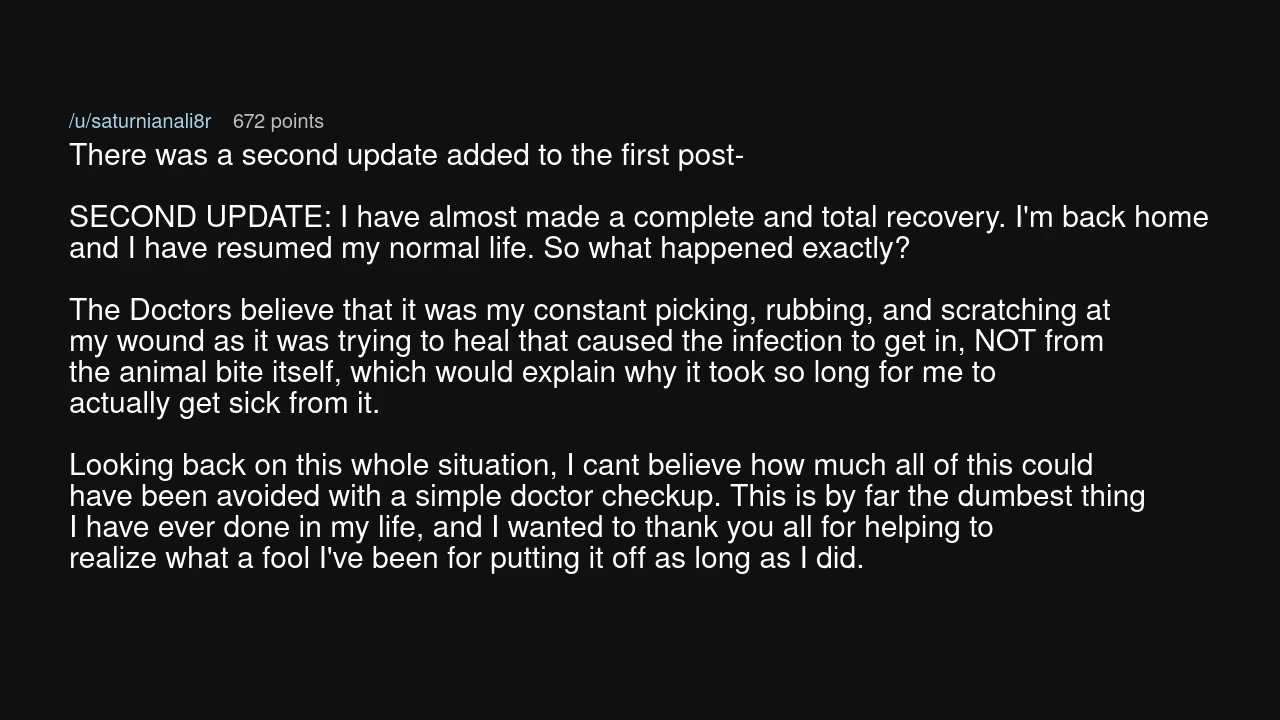 /u/saturnianali8r 672 points
There was a second update added to the first post-
SECOND UPDATE: I have almost made a complete and total recovery. I'm back home
and I have resumed my normal life. So what happened exactly?
The Doctors believe that it was my constant picking, rubbing, and scratching at
my wound as it was trying to heal that caused the infection to get in, NOT from
the animal bite itself, which would explain why it took so long for me to
actually get sick from it.
Looking back on this whole situation, I cant believe how much all of this could
have been avoided with a simple doctor checkup. This is by far the dumbest thing
I have ever done in my life, and I wanted to thank you all for helping to
realize what a fool I've been for putting it off as long as I did.